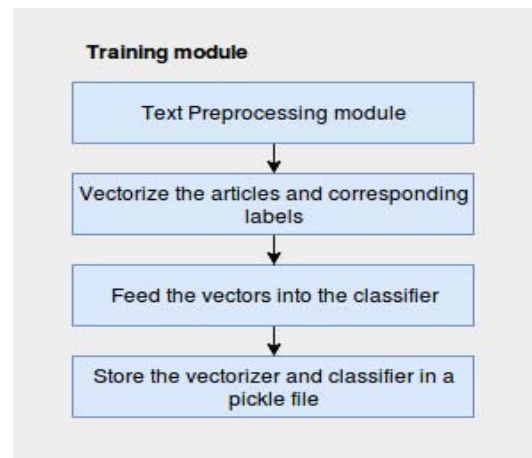 Training module
Text Preprocessing module
Vectorize the articles and corresponding
labels
Feed the vectors into the classifier
Store the vectorizer and classifier in a
pickle file